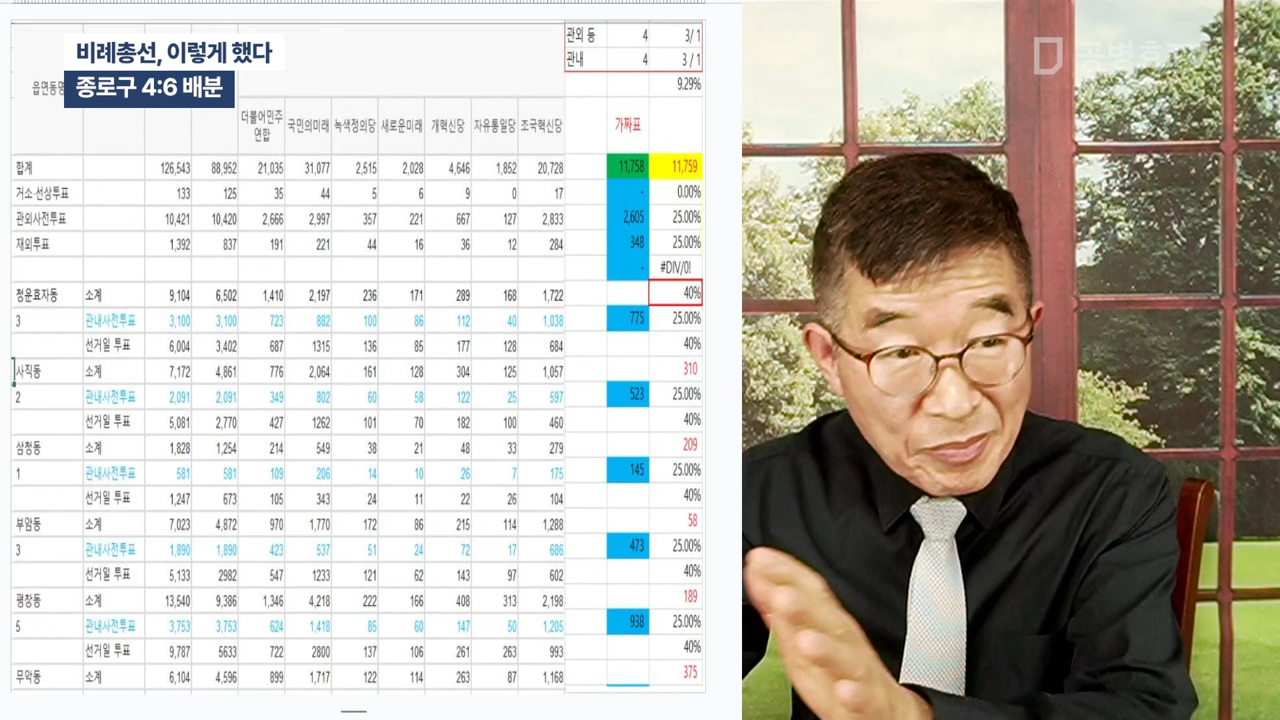 비례총선, 이렇게 했다
종로구 4:6 배분
관외 동 4 3/ 1
관내 4 3 / 1
9.29%
읍면동명
더불어민주연합 국민의미래 녹색정의당 새로운미래 개혁신당 자유통일당 조국혁신당 가짜표
합계 126,543 88,952 21,035 31,077 2,515 2,028 4,646 1,852 20,728 11,758 11,759
거소·선상투표 133 125 35 44 5 6 9 0 17 - 0.00%
관외사전투표 10,421 10,420 2,666 2,997 357 221 667 127 2,833 2,605 25.00%
재외투표 1,392 837 191 221 44 16 36 12 284 348 25.00%
- #DIV/0!
청운효자동 소계 9,104 6,502 1,410 2,197 236 171 289 168 1,722 40%
3 관내사전투표 3,100 3,100 723 882 100 86 112 40 1,038 775 25.00%
선거일 투표 6,004 3,402 687 1315 136 85 177 128 684 40%
사직동 소계 7,172 4,861 776 2,064 161 128 304 125 1,057 310
2 관내사전투표 2,091 2,091 349 802 60 58 122 25 597 523 25.00%
선거일 투표 5,081 2,770 427 1262 101 70 182 100 460 40%
삼청동 소계 1,828 1,254 214 549 38 21 48 33 279 209
1 관내사전투표 581 581 109 206 14 10 26 7 175 145 25.00%
선거일 투표 1,247 673 105 343 24 11 22 26 104 40%
부암동 소계 7,023 4,872 970 1,770 172 86 215 114 1,288 58
3 관내사전투표 1,890 1,890 423 537 51 24 72 17 686 473 25.00%
선거일 투표 5,133 2982 547 1233 121 62 143 97 602 40%
평창동 소계 13,540 9,386 1,346 4,218 222 166 408 313 2,198 189
5 관내사전투표 3,753 3,753 624 1,418 85 60 147 50 1,205 938 25.00%
선거일 투표 9,787 5633 722 2800 137 106 261 263 993 40%
무악동 소계 6,104 4,596 899 1,717 122 114 263 87 1,168 375